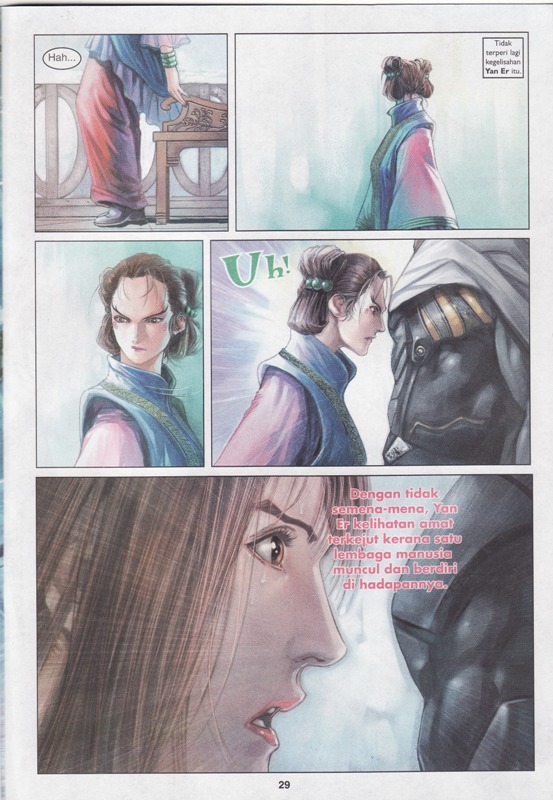 Hah...
Tidak
terperi lagi
kegelisahan
Yan Er itu.
Uh!
Dengan tidak
semena-mena, Yan
Er kelihatan amat
terkejut kerana satu
lembaga manusia
muncul dan berdiri
di hadapannya.
29